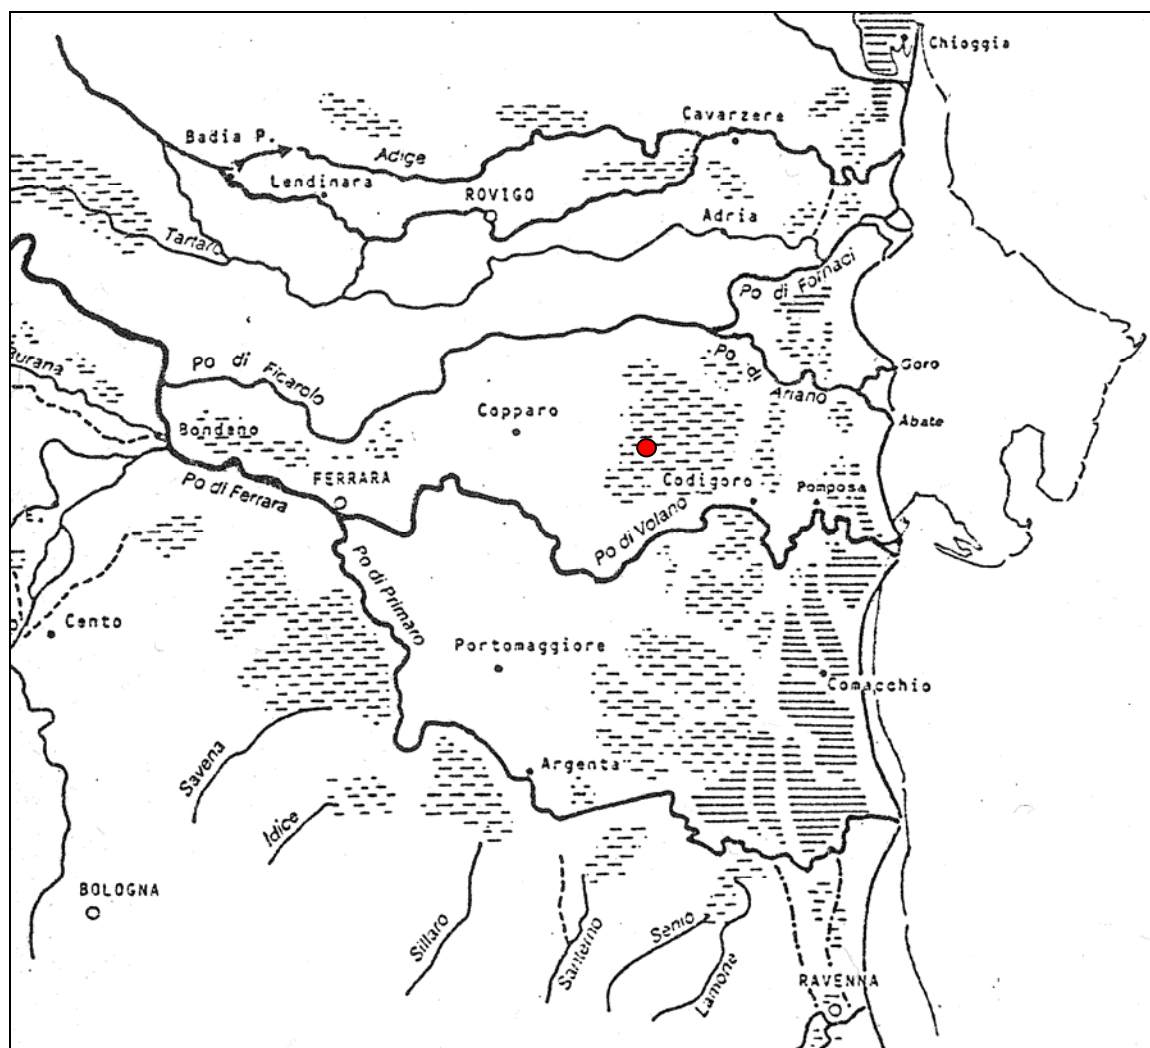 Chioggia
Cavarzere
Badia P.
Adige
Lendinara
ROVIGO
Adria
Tartaro
Po di Fornaci
Burana
Po di Ficarolo
Po di Ariano
Goro
Abate
Copparo
Bondeno
FERRARA
Po di Ferrara
Codigoro
Pomposa
E.
Po di Volano
Po di Primaro
Cento
Portomaggiore
Comacchio
Savena
Argenta
Idice
BOLOGNA
Sillaro
Santerno
Senio
Lamone
RAVENNA